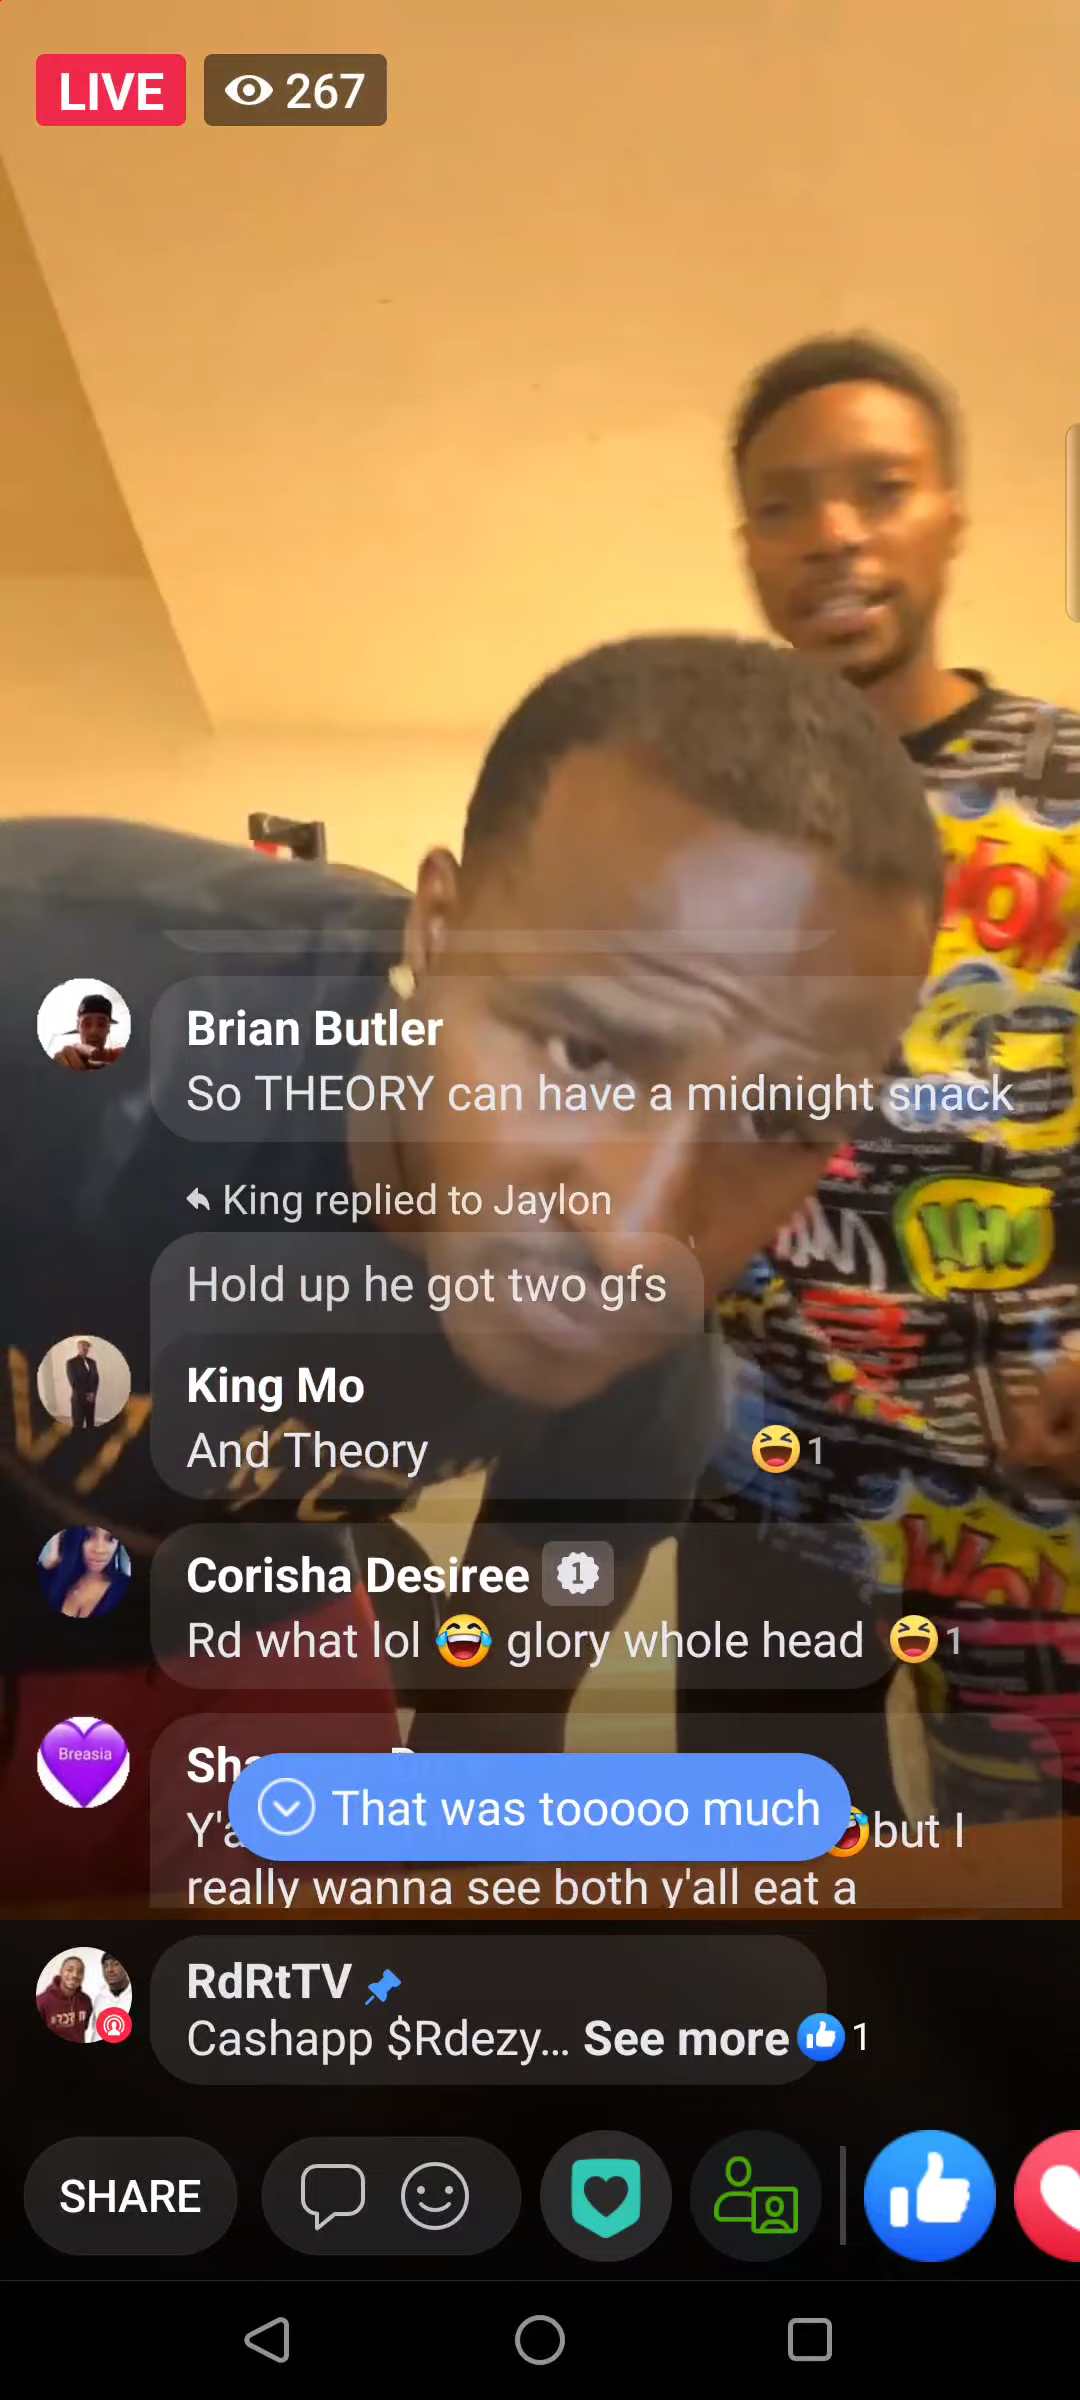 LIVE 267
Brian Butler
So THEORY can have a midnight snack
King replied to Jaylon
Hold up he got two gfs
King Mo
And Theory 😆 1
Corisha Desiree 1
Rd what lol 😂 glory whole head 😆 1
Breasia
That was tooooo much
but I
really wanna see both y'all eat a
RdRtTV
Cashapp $Rdezy... See more 1
SHARE